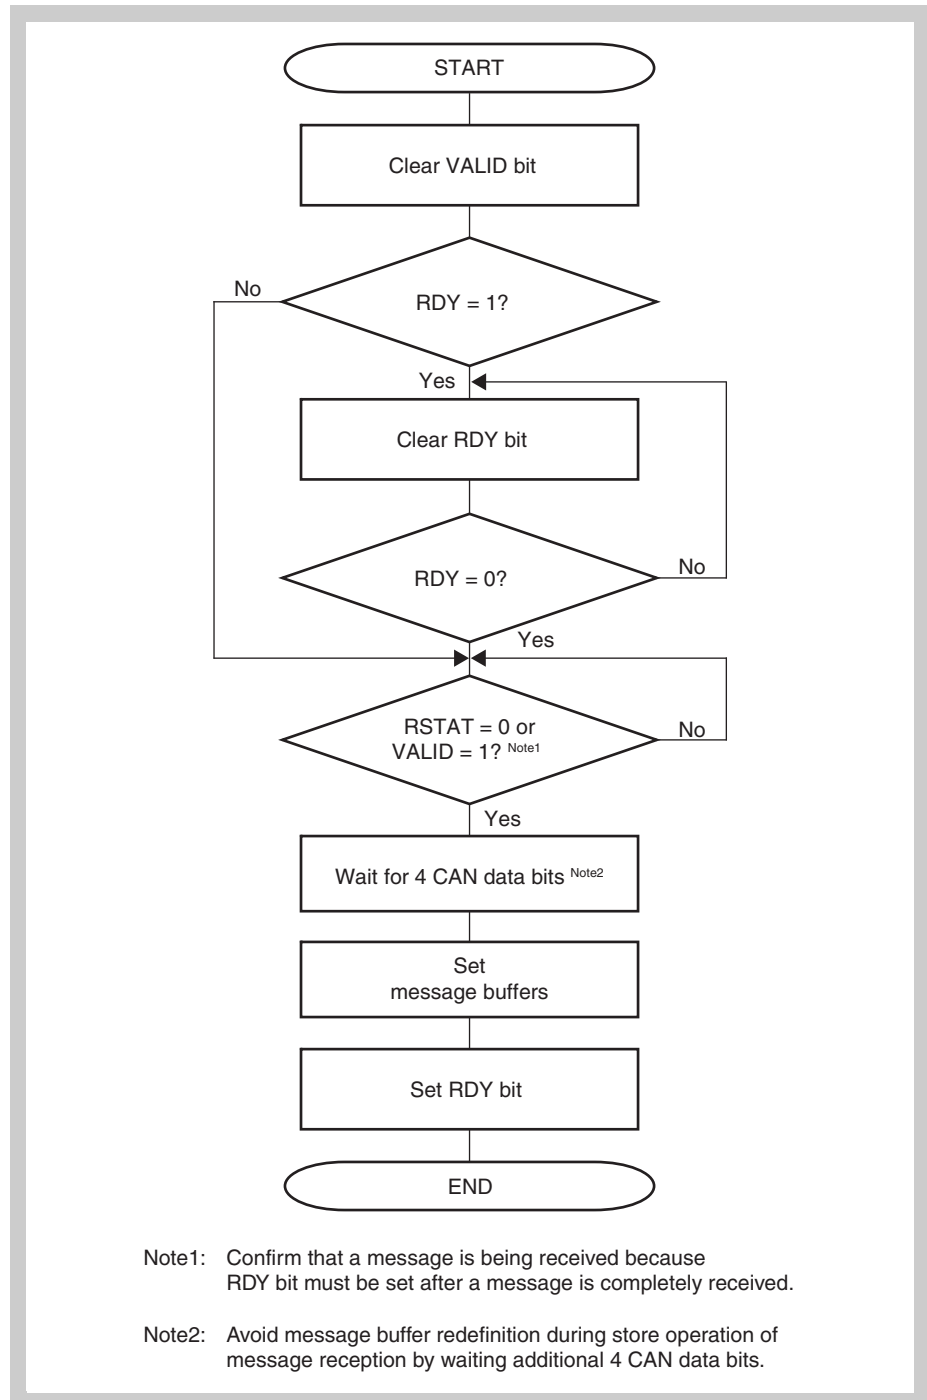 START
Clear VALID bit
No
RDY = 1?
Yes
Clear RDY bit
RDY = 0?
No
Yes
RSTAT = 0 or
VALID = 1? Note1
No
Yes
Wait for 4 CAN data bits Note2
Set
message buffers
Set RDY bit
END
Note1: Confirm that a message is being received because
RDY bit must be set after a message is completely received.
Note2: Avoid message buffer redefinition during store operation of
message reception by waiting additional 4 CAN data bits.